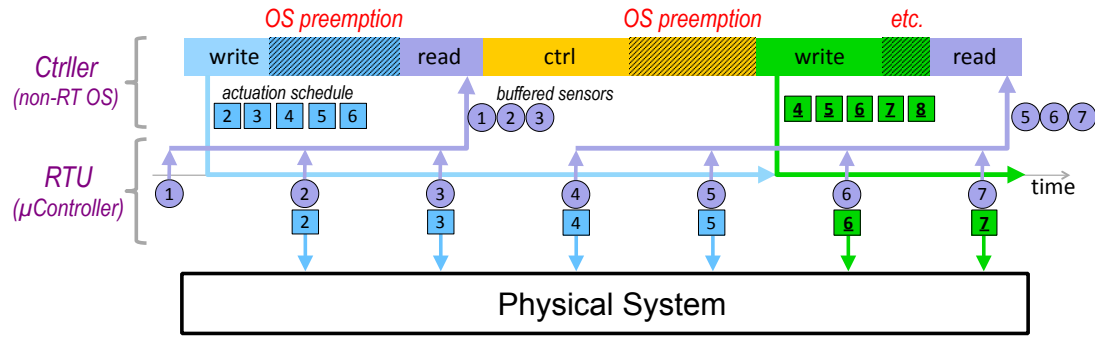 OS preemption OS preemption etc.
Ctrller
(non-RT OS)
write read ctrl write read
actuation schedule buffered sensors
2 3 4 5 6 1 2 3 4 5 6 7 8 5 6 7
RTU
(µController)
1 2 3 4 5 6 7 time
2 3 4 5 6 7
Physical System